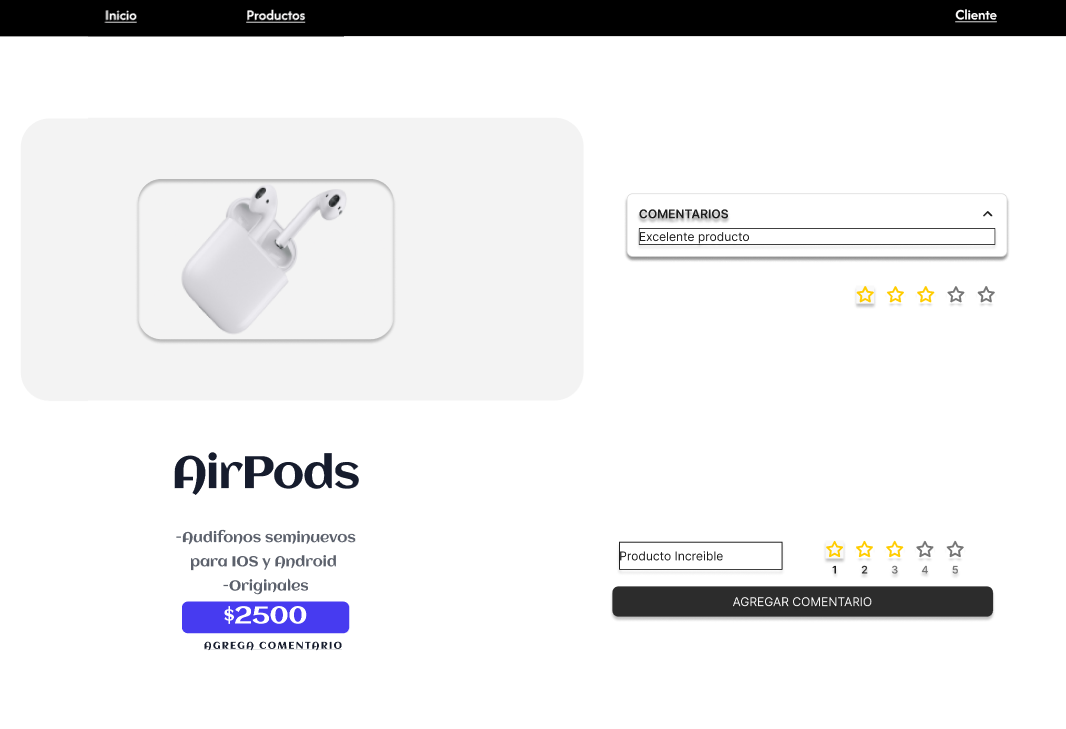 Inicio
Productos
Cliente
COMENTARIOS
Excelente producto
AirPods
-Audifonos seminuevos
para IOS y Android
-Originales
$2500
AGREGA COMENTARIO
Producto Increible
1 2 3 4 5
AGREGAR COMENTARIO